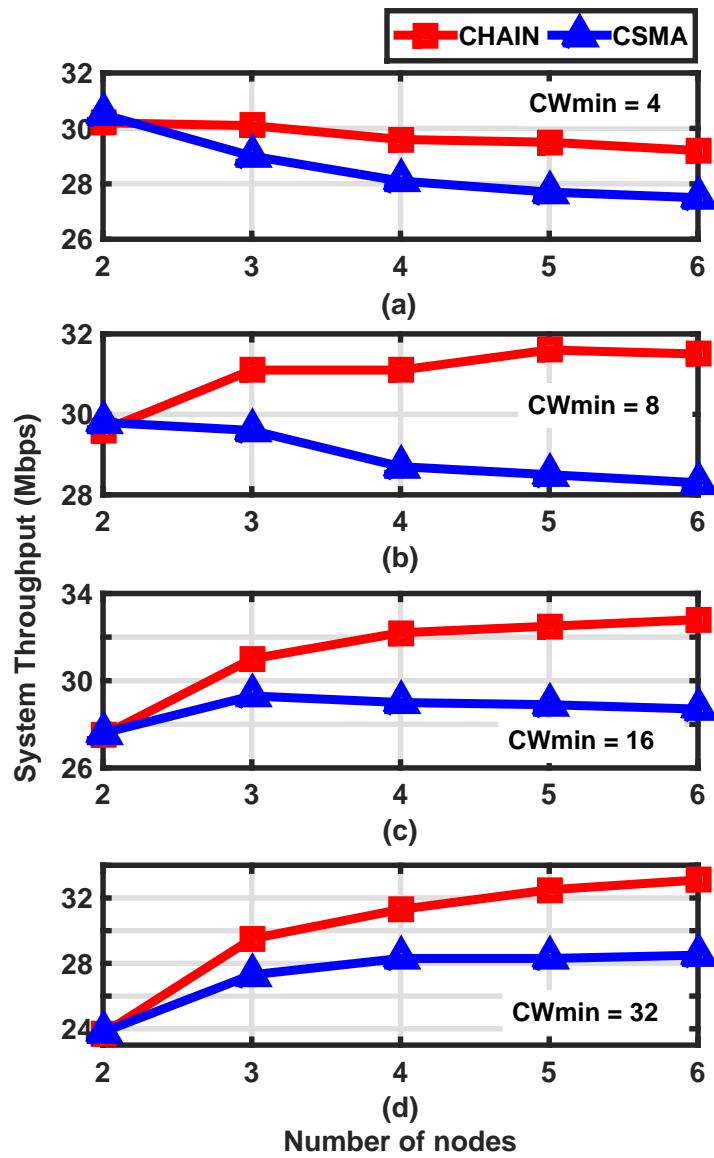 CHAIN CSMA
32
30
28
26
CWmin = 4
2 3 4 5 6
(a)
32
30
28
CWmin = 8
2 3 4 5 6
(b)
System Throughput (Mbps)
34
30
26
CWmin = 16
2 3 4 5 6
(c)
32
28
24
CWmin = 32
2 3 4 5 6
(d)
Number of nodes